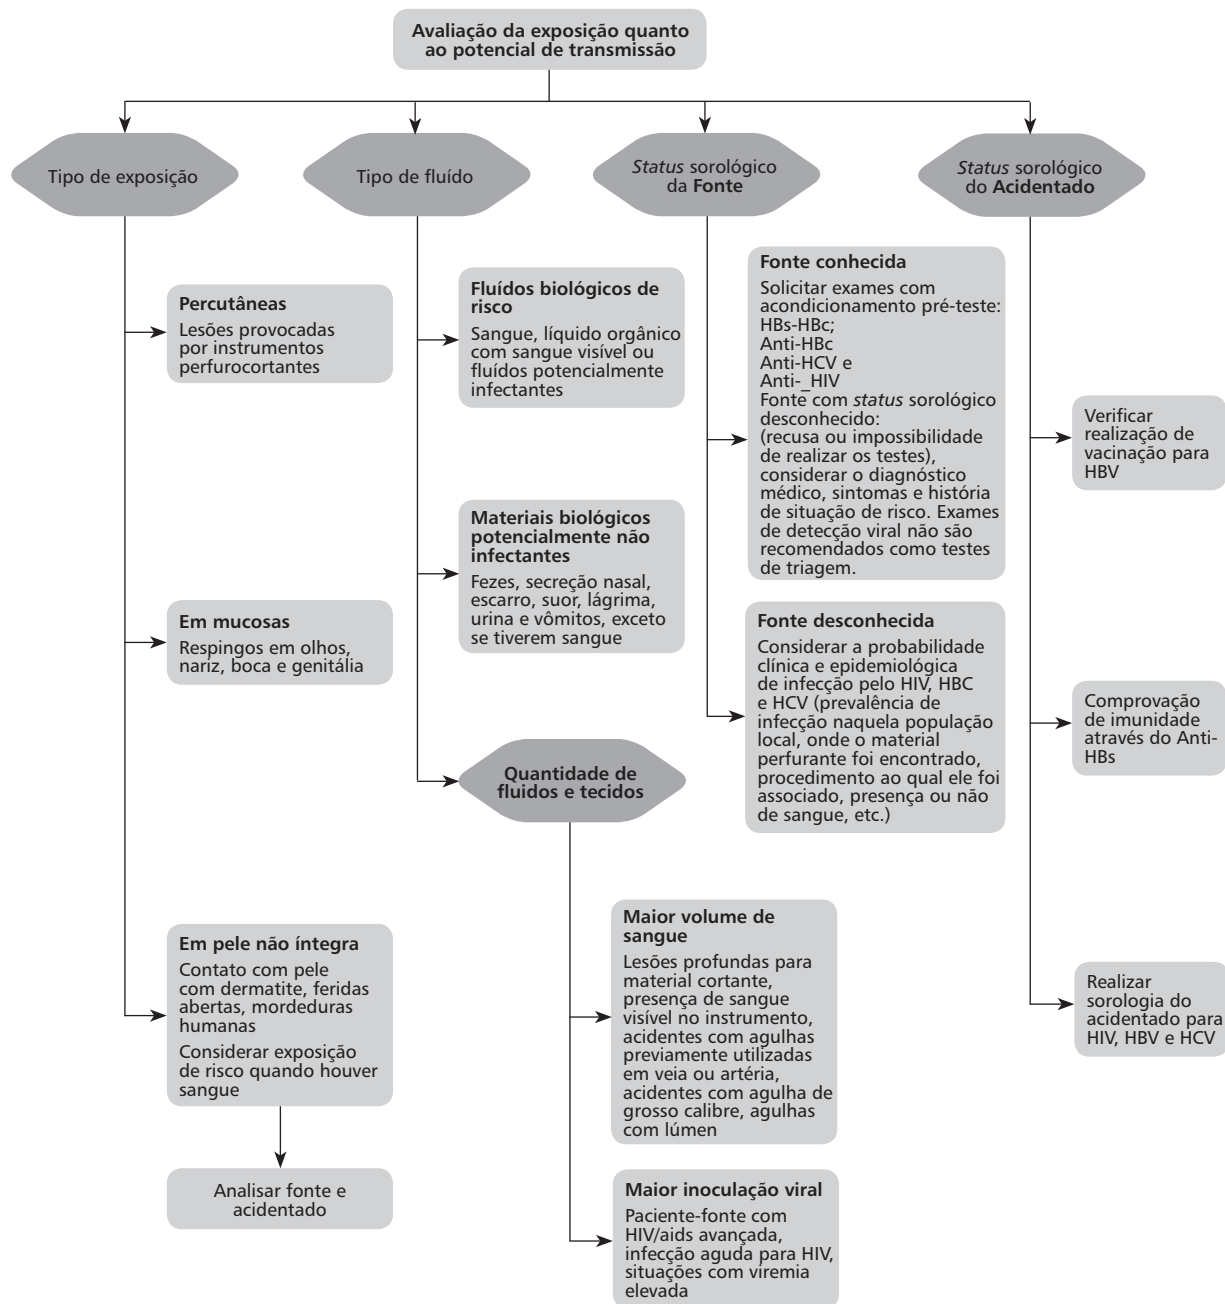 Avaliação da exposição quanto
ao potencial de transmissão
Tipo de exposição
Percutâneas
Lesões provocadas
por instrumentos
perfurocortantes
Em mucosas
Respingos em olhos,
nariz, boca e genitália
Em pele não íntegra
Contato com pele
com dermatite, feridas
abertas, mordeduras
humanas
Considerar exposição
de risco quando houver
sangue
Analisar fonte e
acidentado
Tipo de fluído
Fluídos biológicos de
risco
Sangue, líquido orgânico
com sangue visível ou
fluídos potencialmente
infectantes
Materiais biológicos
potencialmente não
infectantes
Fezes, secreção nasal,
escarro, suor, lágrima,
urina e vômitos, exceto
se tiverem sangue
Quantidade de
fluidos e tecidos
Maior volume de
sangue
Lesões profundas para
material cortante,
presença de sangue
visível no instrumento,
acidentes com agulhas
previamente utilizadas
em veia ou artéria,
acidentes com agulha de
grosso calibre, agulhas
com lúmen
Maior inoculação viral
Paciente-fonte com
HIV/aids avançada,
infecção aguda para HIV,
situações com viremia
elevada
Status sorológico
da Fonte
Fonte conhecida
Solicitar exames com
acondicionamento pré-teste:
HBs-HBc;
Anti-HBc
Anti-HCV e
Anti-_HIV
Fonte com status sorológico
desconhecido:
(recusa ou impossibilidade
de realizar os testes),
considerar o diagnóstico
médico, sintomas e história
de situação de risco. Exames
de detecção viral não são
recomendados como testes
de triagem.
Fonte desconhecida
Considerar a probabilidade
clínica e epidemiológica
de infecção pelo HIV, HBC
e HCV (prevalência de
infecção naquela população
local, onde o material
perfurante foi encontrado,
procedimento ao qual ele foi
associado, presença ou não
de sangue, etc.)
Status sorológico
do Acidentado
Verificar
realização de
vacinação para
HBV
Comprovação
de imunidade
através do Anti-
HBs
Realizar
sorologia do
acidentado para
HIV, HBV e HCV